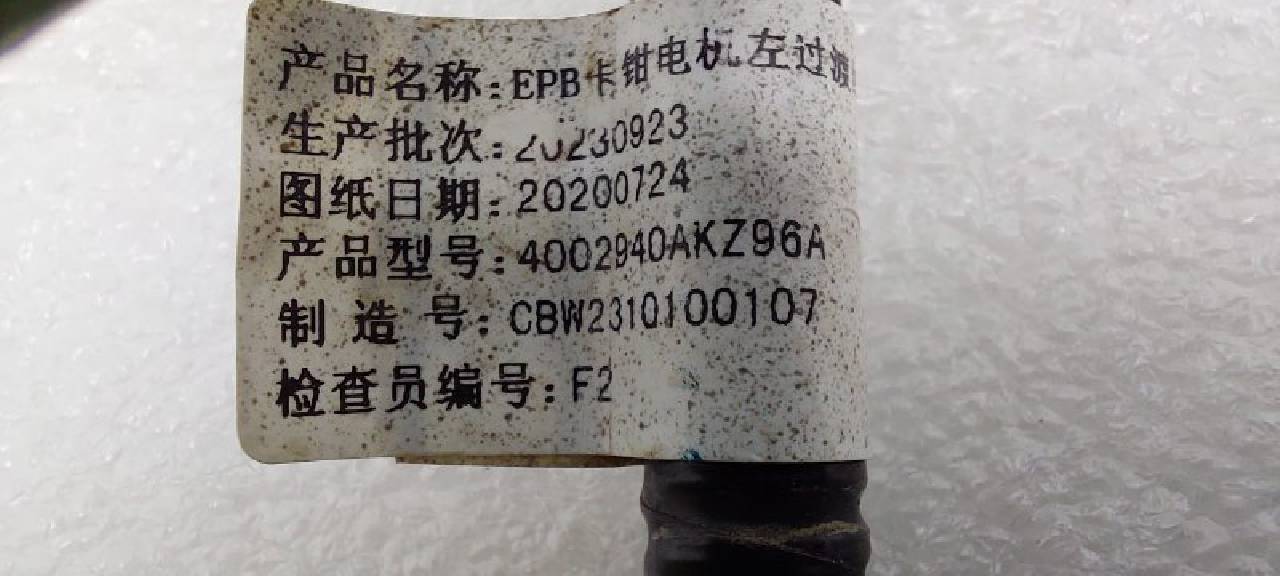 产品名称:EPB卡钳电机左过渡
生产批次:20230923
图纸日期:20200724
产品型号:4002940AKZ96A
制造号:CBW2310100107
检查员编号:F2